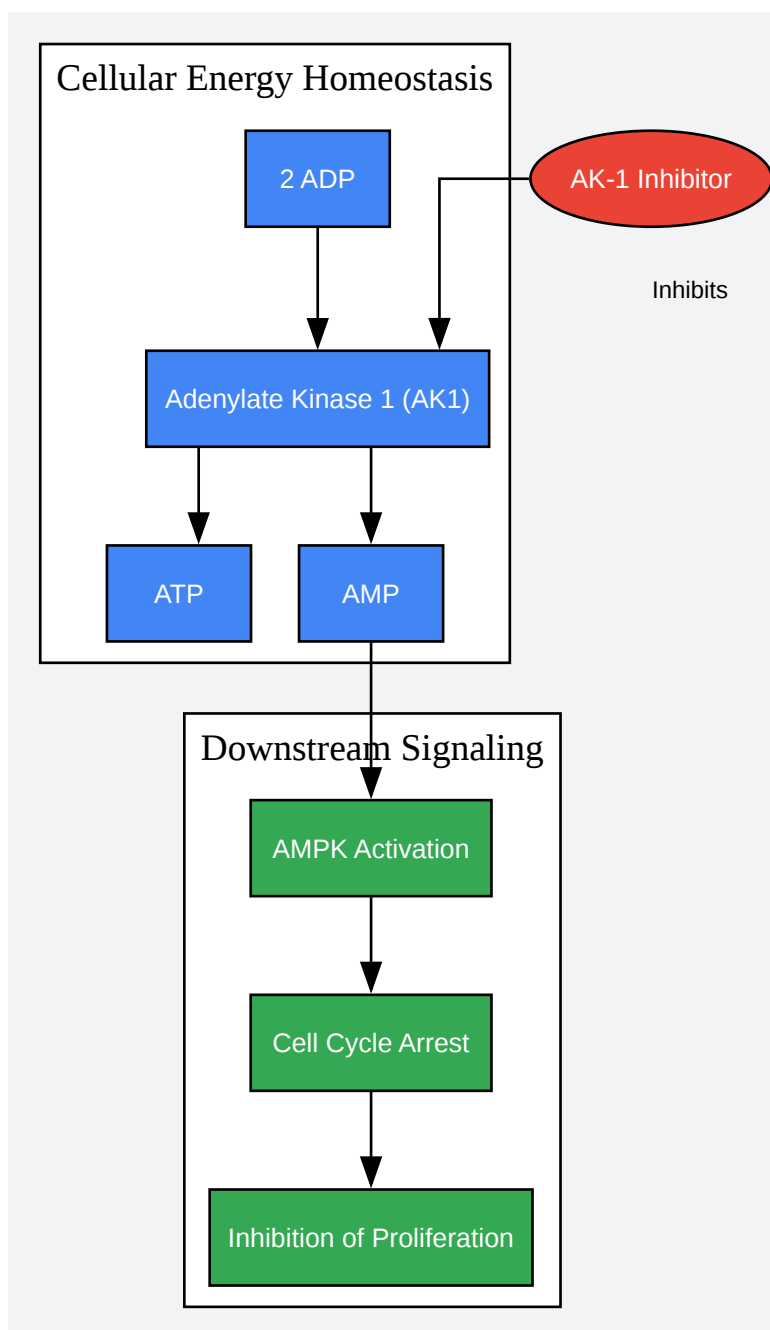 Cellular Energy Homeostasis
2 ADP
AK-1 Inhibitor
Inhibits
Adenylate Kinase 1 (AK1)
ATP
AMP
Downstream Signaling
AMPK Activation
Cell Cycle Arrest
Inhibition of Proliferation